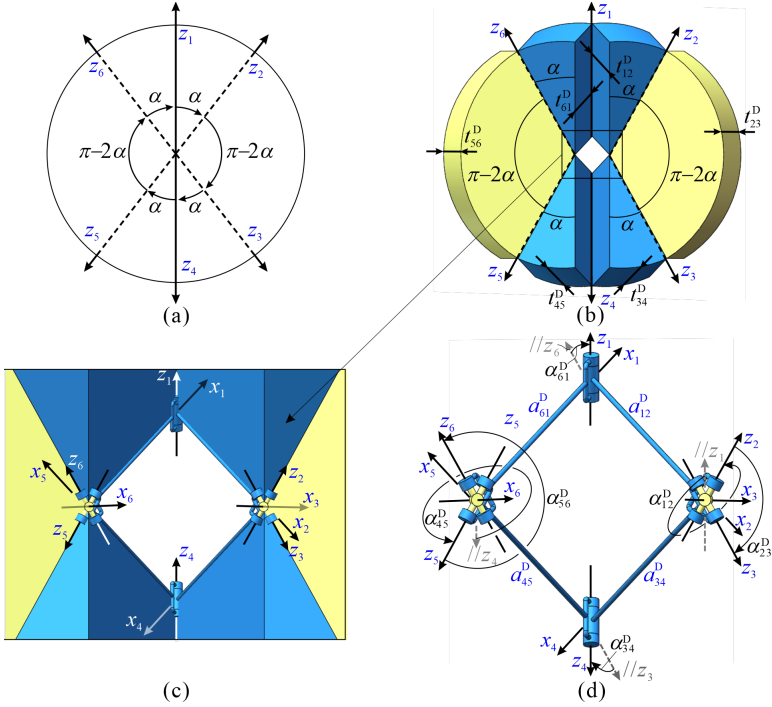 z₁
z₆
z₂
α
α
π−2α
π−2α
α
α
z₅
z₃
z₄
(a)
z₁
z₆
z₂
α
t₁₂ᴰ
t₆₁ᴰ
α
t₅₆ᴰ
t₂₃ᴰ
π−2α
π−2α
α
α
z₅
z₃
t₄₅ᴰ
z₄
t₃₄ᴰ
(b)
z₁
x₁
z₆
x₅
z₂
x₆
x₃
x₂
z₅
z₃
z₄
x₄
(c)
//z₆
z₁
α₆₁ᴰ
x₁
a₆₁ᴰ
a₁₂ᴰ
z₆
z₅
z₂
//z₁
x₅
x₆
α₅₆ᴰ
α₁₂ᴰ
x₃
α₄₅ᴰ
x₂
z₅
//z₄
α₂₃ᴰ
z₃
a₄₅ᴰ
a₃₄ᴰ
x₄
α₃₄ᴰ
z₄
//z₃
(d)